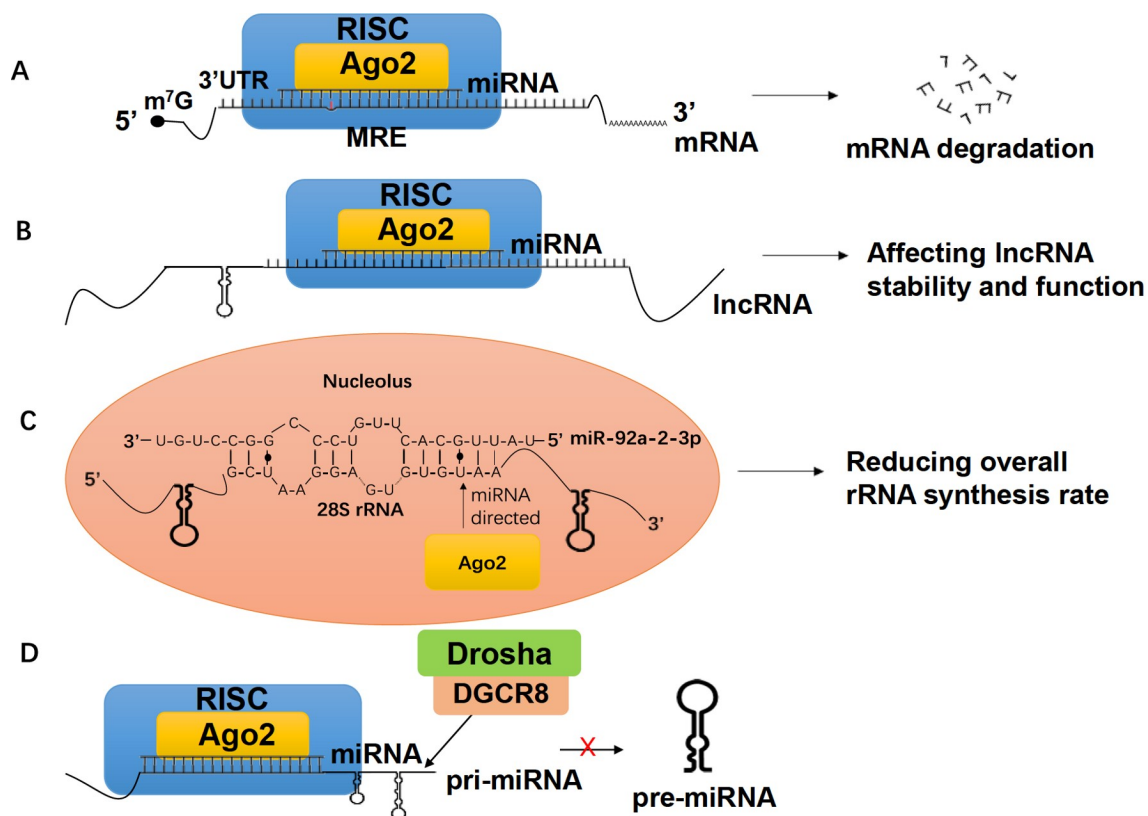 A
RISC
Ago2
3'UTR
miRNA
5'
m⁷G
MRE
AAAAAAAAAAA
3'
mRNA
mRNA degradation
B
RISC
Ago2
miRNA
lncRNA
Affecting lncRNA
stability and function
C
Nucleolus
3'–U–G–U–C–C–G–G C C–C–U G–U–U C–A–C–G–U–U–A–U–5' miR-92a-2-3p
5'
G–C–U A–A G–G–A G–U G–U–G–U–A–A
28S rRNA
miRNA
directed
3'
Ago2
Reducing overall
rRNA synthesis rate
D
Drosha
DGCR8
RISC
Ago2
miRNA
pri-miRNA
X
pre-miRNA